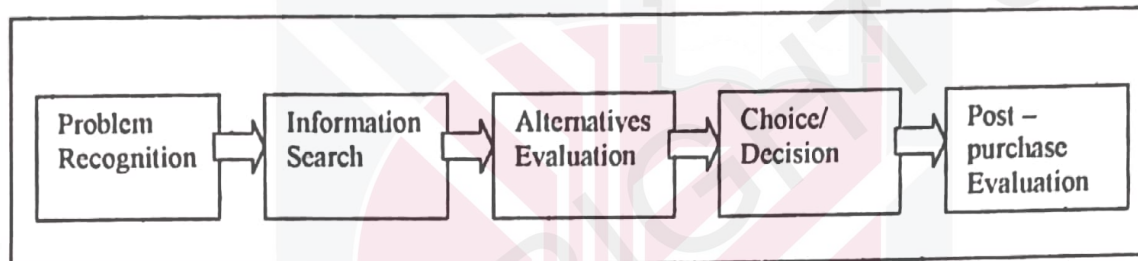 Problem
Recognition
Information
Search
Alternatives
Evaluation
Choice/
Decision
Post –
purchase
Evaluation